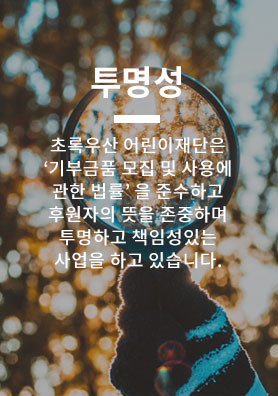 투명성
초록우산 어린이재단은
‘기부금품 모집 및 사용에
관한 법률’ 을 준수하고
후원자의 뜻을 존중하며
투명하고 책임성있는
사업을 하고 있습니다.